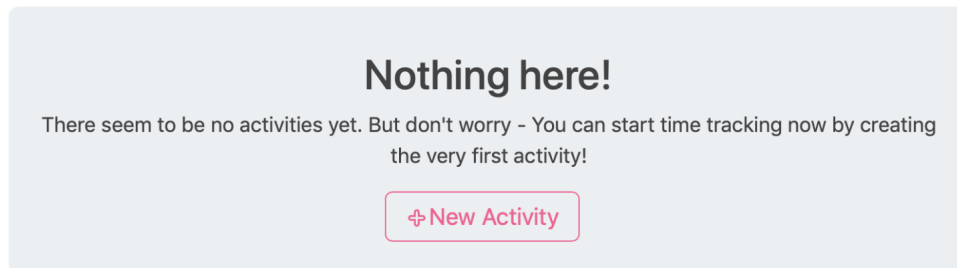 Nothing here!
There seem to be no activities yet. But don't worry - You can start time tracking now by creating
the very first activity!
New Activity